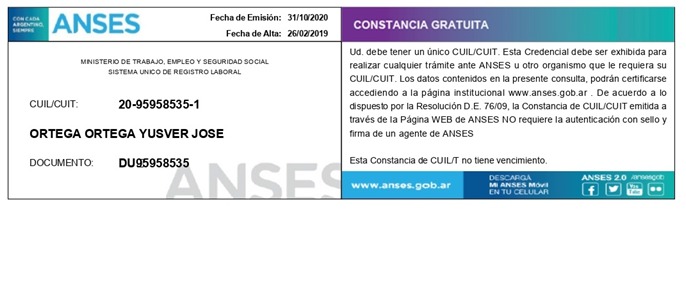 CON CADA
ARGENTINO,
SIEMPRE
ANSES
Fecha de Emisión: 31/10/2020
Fecha de Alta: 26/02/2019
MINISTERIO DE TRABAJO, EMPLEO Y SEGURIDAD SOCIAL
SISTEMA UNICO DE REGISTRO LABORAL
CUIL/CUIT: 20-95958535-1
ORTEGA ORTEGA YUSVER JOSE
DOCUMENTO: DU95958535
ANSES
CONSTANCIA GRATUITA
Ud. debe tener un único CUIL/CUIT. Esta Credencial debe ser exhibida para
realizar cualquier trámite ante ANSES u otro organismo que le requiera su
CUIL/CUIT. Los datos contenidos en la presente consulta, podrán certificarse
accediendo a la página institucional www.anses.gob.ar . De acuerdo a lo
dispuesto por la Resolución D.E. 76/09, la Constancia de CUIL/CUIT emitida a
través de la Página WEB de ANSES NO requiere la autenticación con sello y
firma de un agente de ANSES
Esta Constancia de CUIL/T no tiene vencimiento.
www.anses.gob.ar
DESCARGÁ
MI ANSES Móvil
EN TU CELULAR
ANSES 2.0 /ansesgob
You Tube